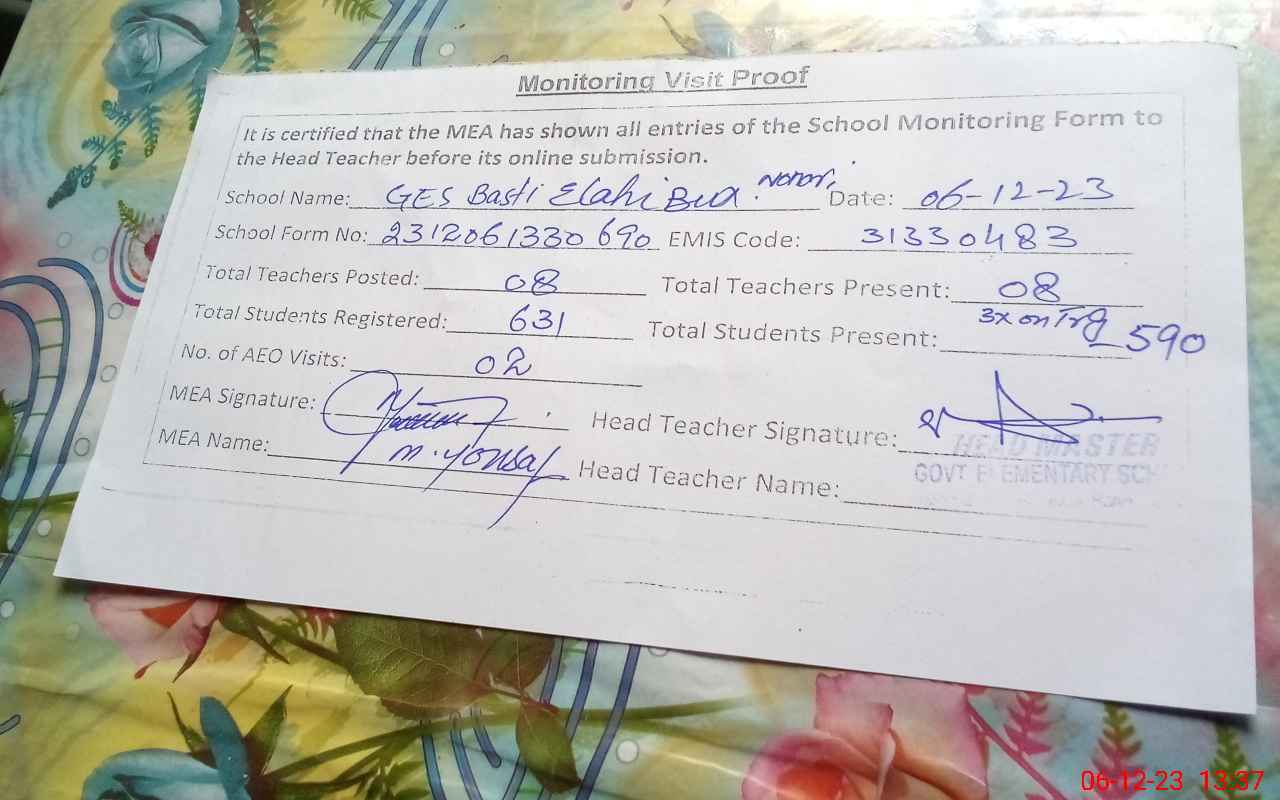 Monitoring Visit Proof
It is certified that the MEA has shown all entries of the School Monitoring Form to
the Head Teacher before its online submission.
School Name: GES Basti Elahi Bux Date: 06-12-23
School Form No: 2312061330690 EMIS Code: 31330483
Total Teachers Posted: 08 Total Teachers Present: 08
3x on Trg
Total Students Registered: 631 Total Students Present: 590
No. of AEO Visits: 02
MEA Signature: Head Teacher Signature:
HEAD MASTER
MEA Name: M. Yousaf Head Teacher Name:
GOVT ELEMENTARY SCH
06-12-23 13:37